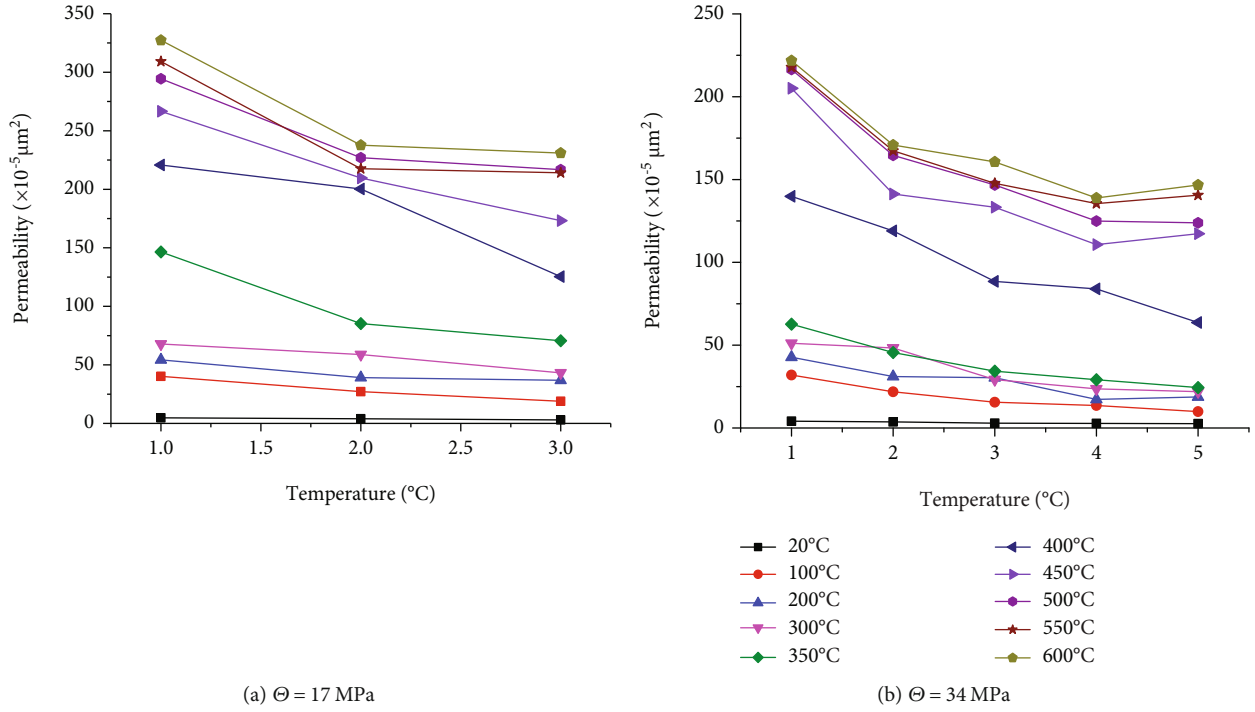 350
300
250
200
150
100
50
0
Permeability (×10⁻⁵μm²)
1.0 1.5 2.0 2.5 3.0
Temperature (°C)
(a) Θ = 17 MPa
250
200
150
100
50
0
Permeability (×10⁻⁵ μm²)
1 2 3 4 5
Temperature (°C)
20°C
100°C
200°C
300°C
350°C
400°C
450°C
500°C
550°C
600°C
(b) Θ = 34 MPa